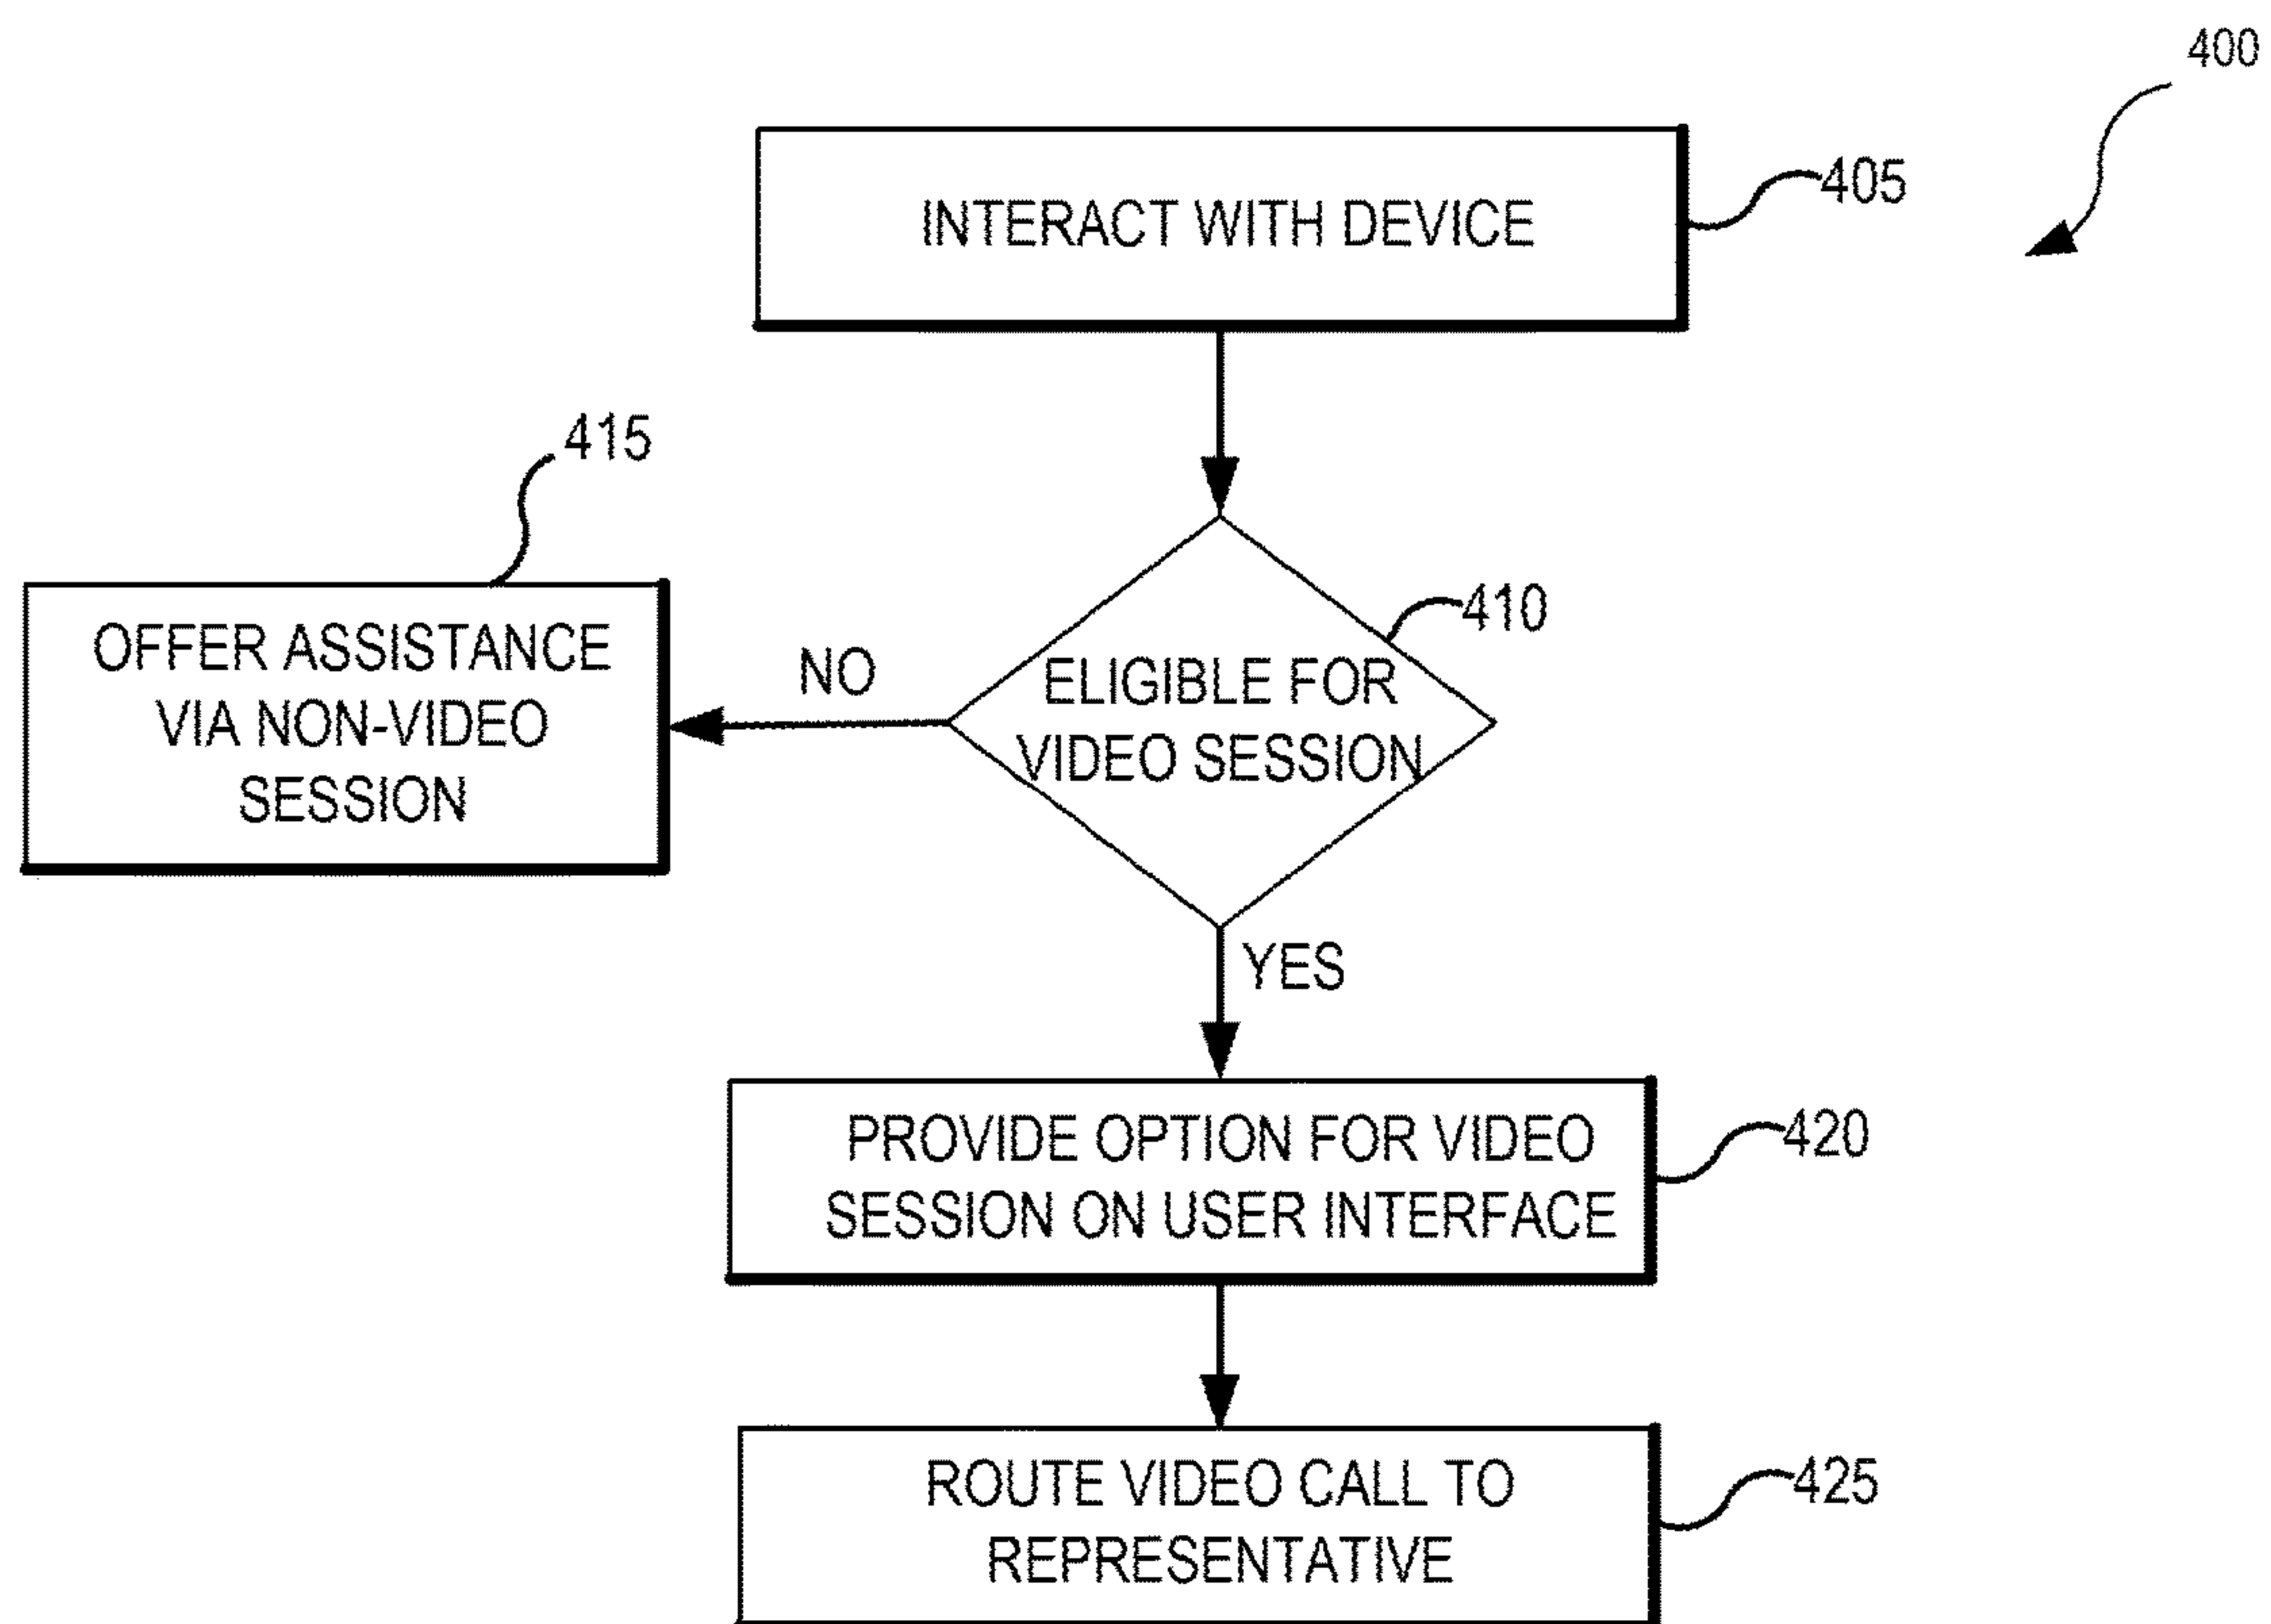 400
INTERACT WITH DEVICE
405
415
OFFER ASSISTANCE
VIA NON-VIDEO
SESSION
NO
410
ELIGIBLE FOR
VIDEO SESSION
YES
PROVIDE OPTION FOR VIDEO
SESSION ON USER INTERFACE
420
ROUTE VIDEO CALL TO
REPRESENTATIVE
425